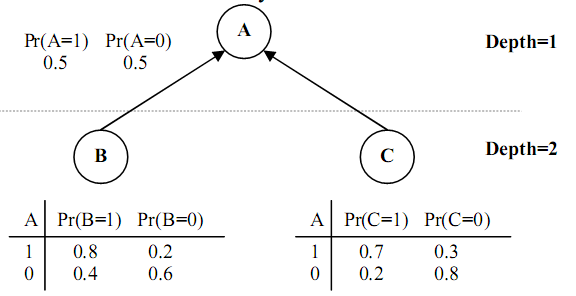 A
Pr(A=1) Pr(A=0)
0.5 0.5
Depth=1
B
C
Depth=2
A Pr(B=1) Pr(B=0)
1 0.8 0.2
0 0.4 0.6
A Pr(C=1) Pr(C=0)
1 0.7 0.3
0 0.2 0.8